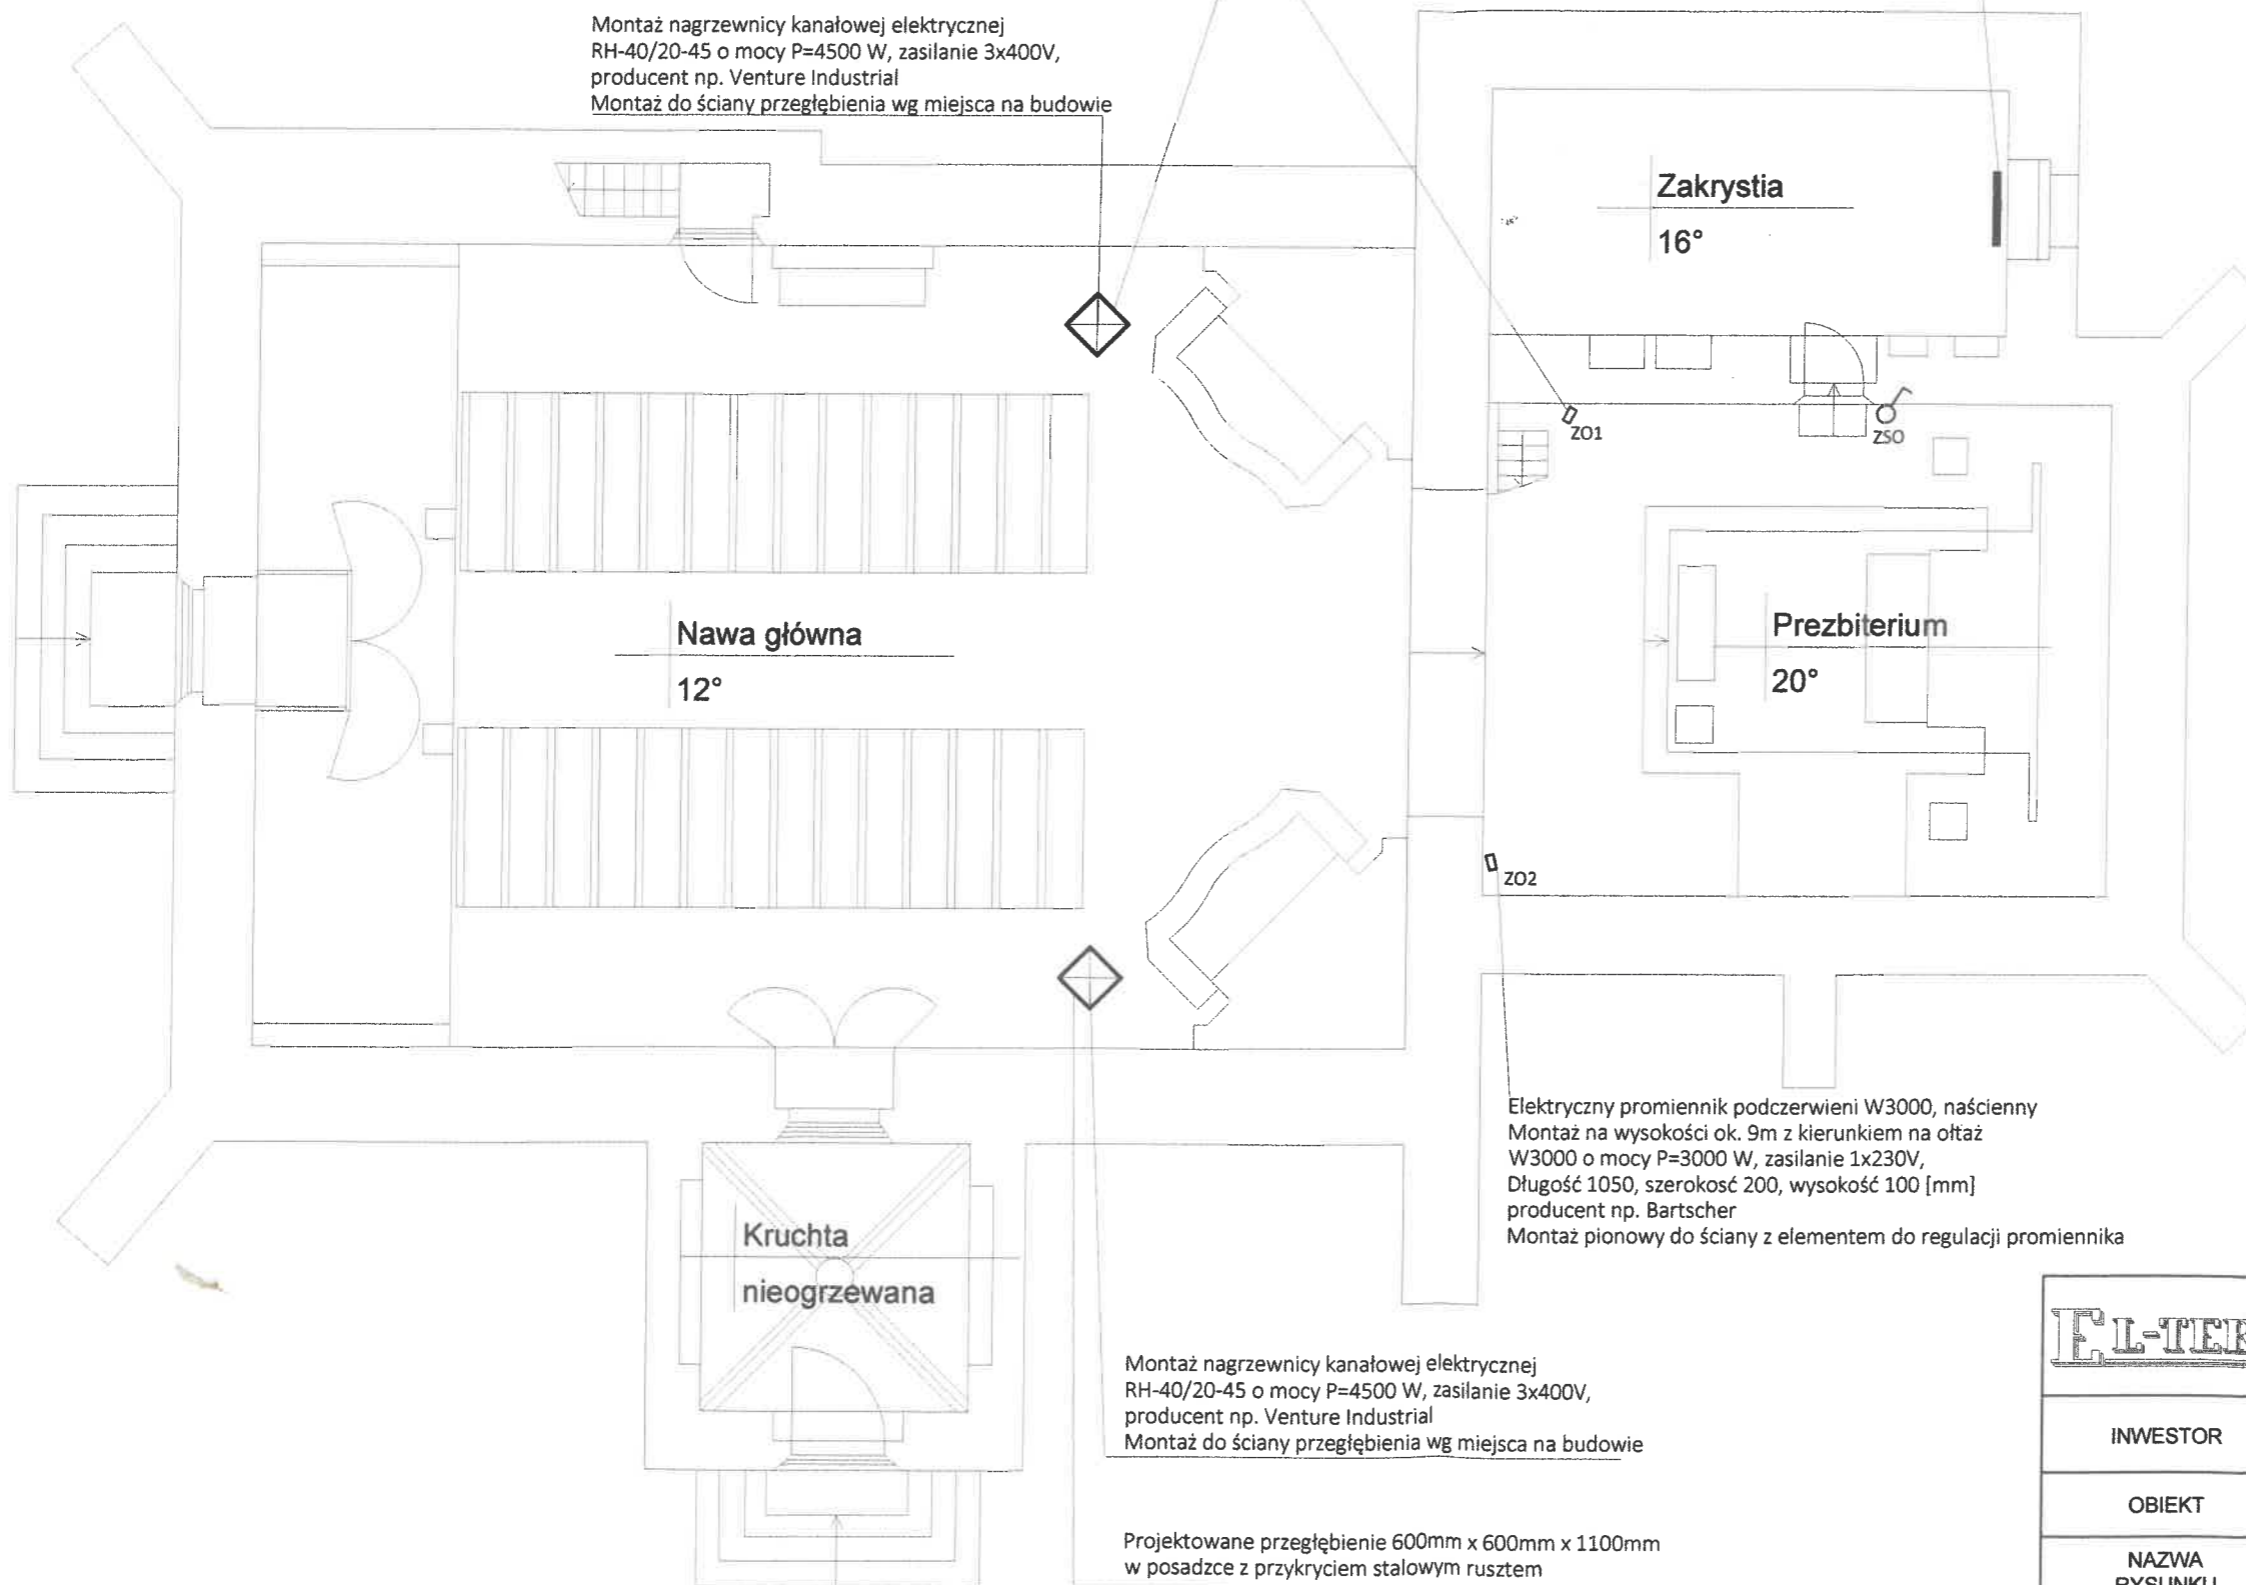 Montaż nagrzewnicy kanałowej elektrycznej
RH-40/20-45 o mocy P=4500 W, zasilanie 3x400V,
producent np. Venture Industrial
Montaż do ściany przegłębienia wg miejsca na budowie
Zakrystia
16°
ZO1
ZSO
Nawa główna
12°
Prezbiterium
20°
ZO2
Elektryczny promiennik podczerwieni W3000, naścienny
Montaż na wysokości ok. 9m z kierunkiem na ołtaż
W3000 o mocy P=3000 W, zasilanie 1x230V,
Długość 1050, szerokosć 200, wysokość 100 [mm]
producent np. Bartscher
Montaż pionowy do ściany z elementem do regulacji promiennika
Kruchta
nieogrzewana
Montaż nagrzewnicy kanałowej elektrycznej
RH-40/20-45 o mocy P=4500 W, zasilanie 3x400V,
producent np. Venture Industrial
Montaż do ściany przegłębienia wg miejsca na budowie
Projektowane przegłębienie 600mm x 600mm x 1100mm
w posadzce z przykryciem stalowym rusztem
EL-TEK
INWESTOR
OBIEKT
NAZWA
RYSUNKU